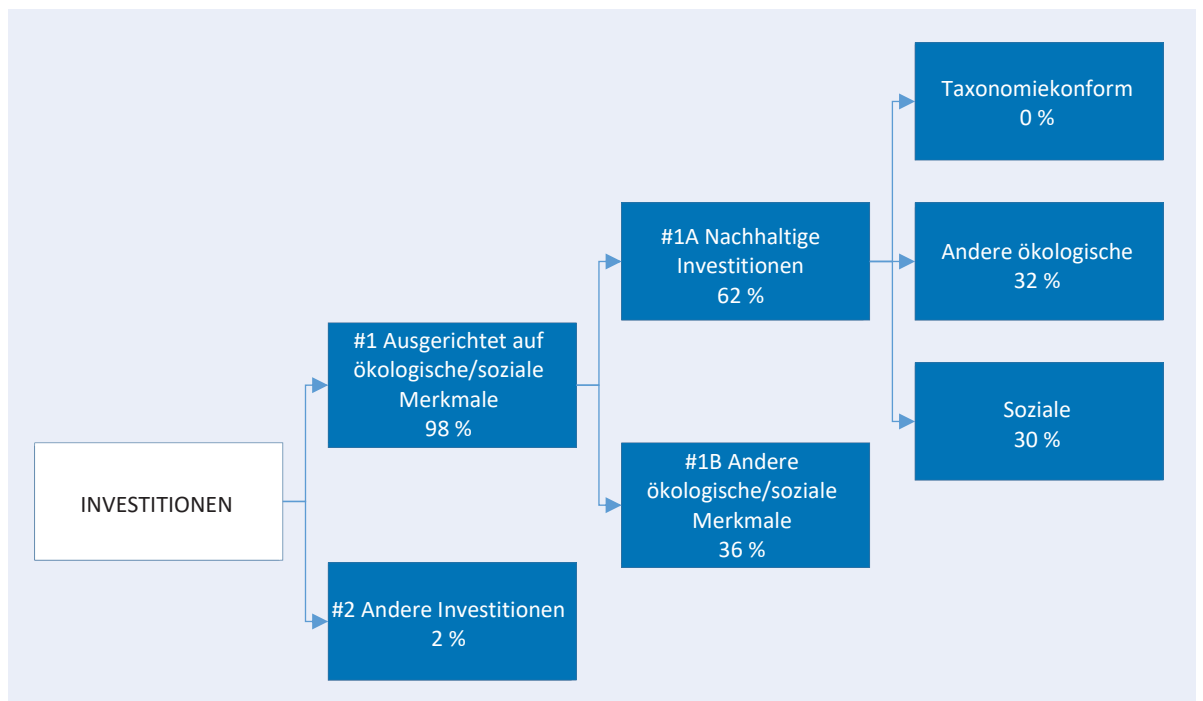 INVESTITIONEN
#1 Ausgerichtet auf
ökologische/soziale
Merkmale
98 %
#2 Andere Investitionen
2 %
#1A Nachhaltige
Investitionen
62 %
#1B Andere
ökologische/soziale
Merkmale
36 %
Taxonomiekonform
0 %
Andere ökologische
32 %
Soziale
30 %